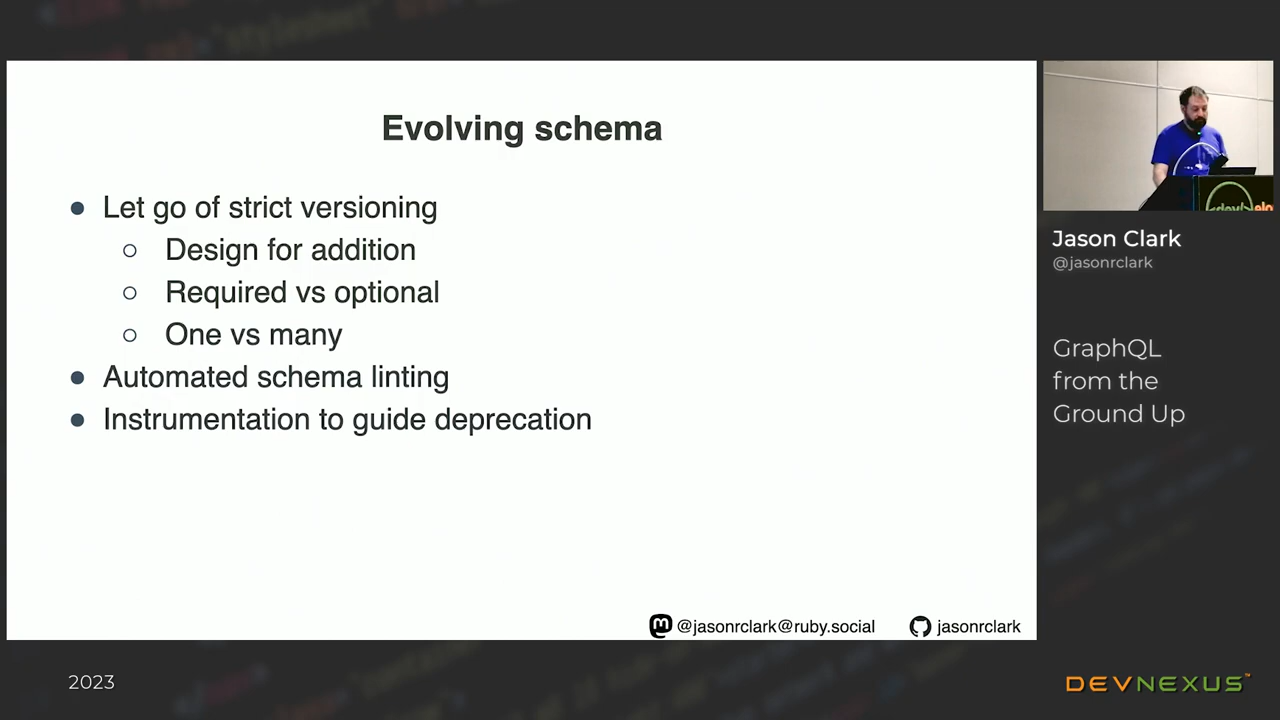 Evolving schema
● Let go of strict versioning
○ Design for addition
○ Required vs optional
○ One vs many
● Automated schema linting
● Instrumentation to guide deprecation
@jasonrclark@ruby.social
jasonrclark
Jason Clark
@jasonrclark
GraphQL
from the
Ground Up
2023
DEVNEXUS™